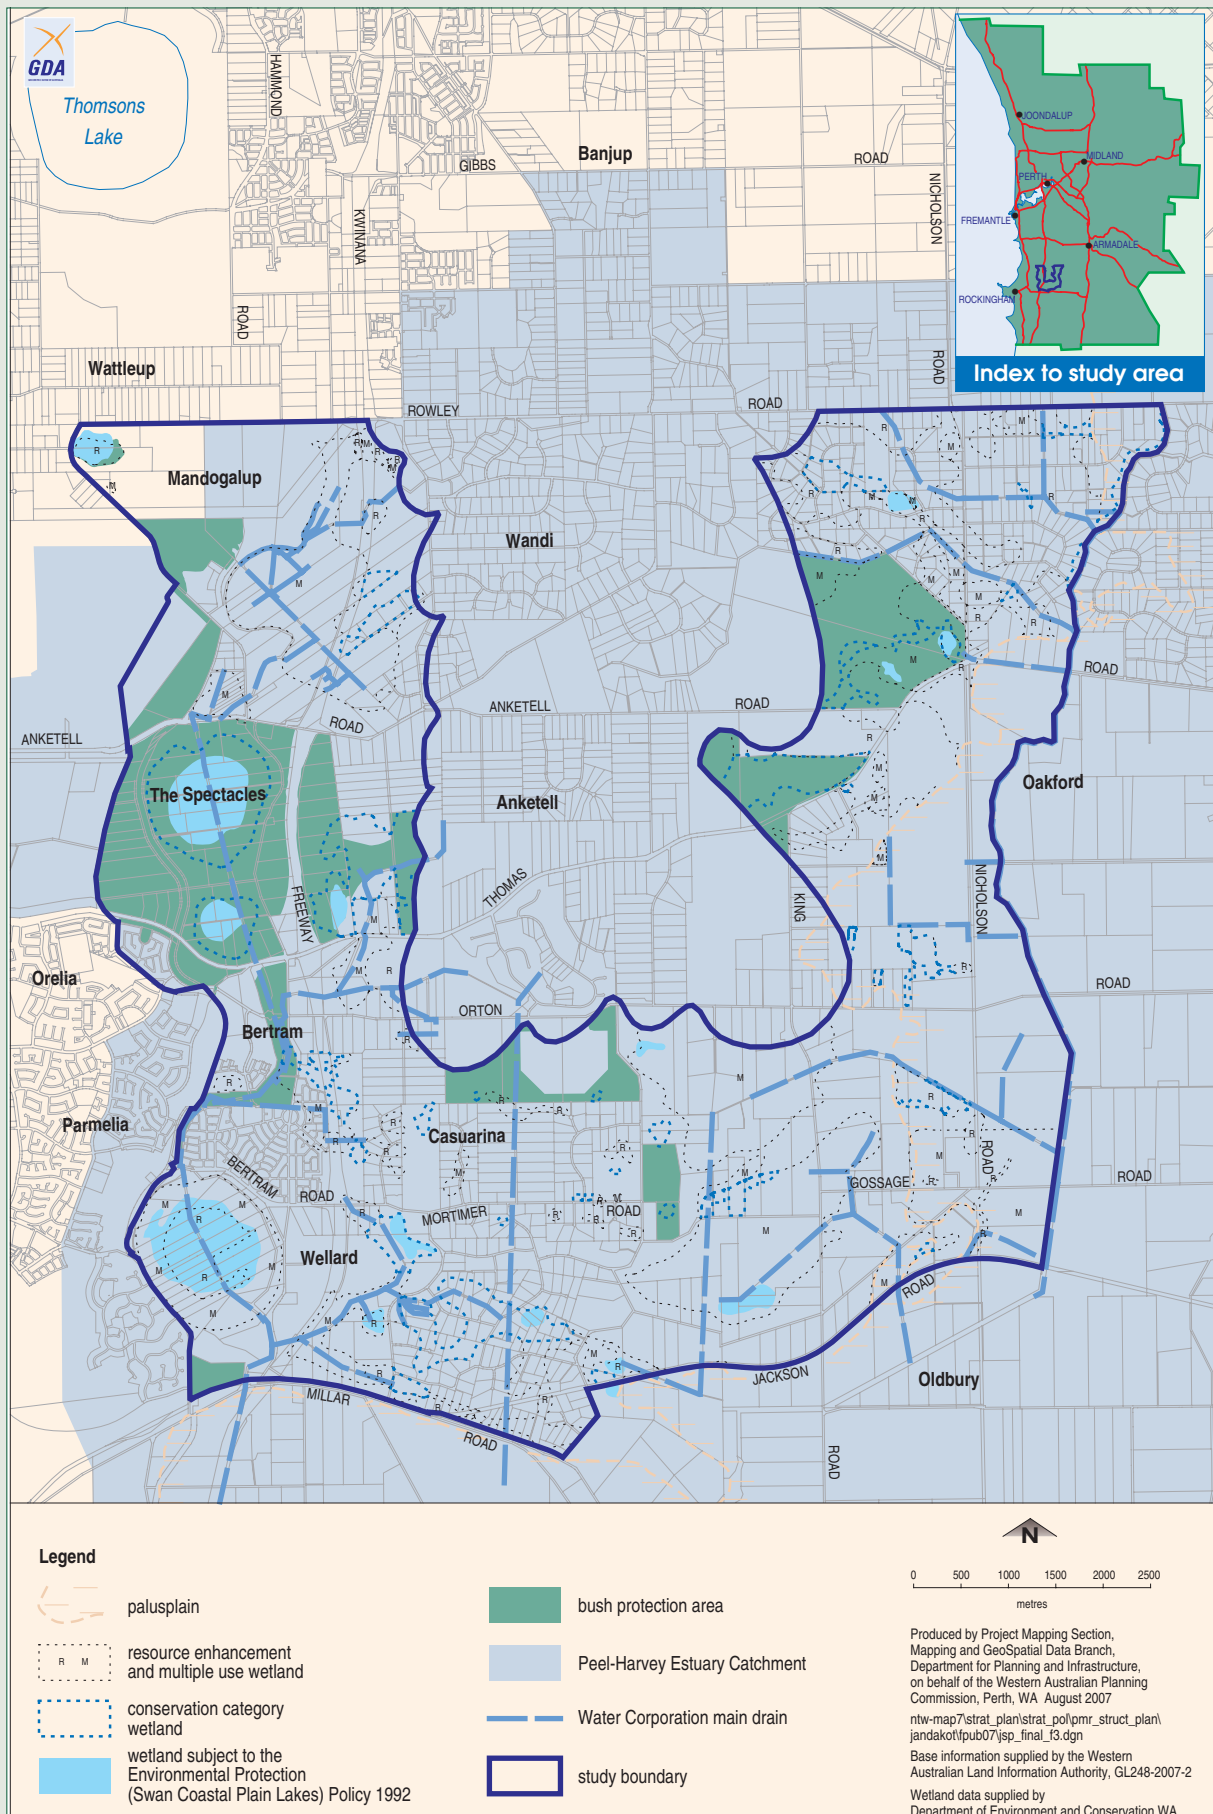 GDA
Thomsons
Lake
HAMMOND
GIBBS
Banjup
ROAD
KWINANA
NICHOLSON
ROAD
Wattleup
ROAD
JOONDALUP
MIDLAND
PERTH
FREMANTLE
ARMADALE
ROCKINGHAM
Index to study area
ROWLEY
ROAD
Mandogalup
Wandi
ROAD
ANKETELL
ROAD
ANKETELL
ROAD
The Spectacles
Anketell
Oakford
THOMAS
FREEWAY
KING
NICHOLSON
Orelia
ROAD
ORTON
Bertram
Parmelia
Casuarina
BERTRAM
ROAD
MORTIMER
ROAD
GOSSAGE
ROAD
ROAD
Wellard
ROAD
JACKSON
Oldbury
MILLAR
ROAD
ROAD
N
Legend
palusplain
R M
resource enhancement
and multiple use wetland
conservation category
wetland
wetland subject to the
Environmental Protection
(Swan Coastal Plain Lakes) Policy 1992
bush protection area
Peel-Harvey Estuary Catchment
Water Corporation main drain
study boundary
0 500 1000 1500 2000 2500
metres
Produced by Project Mapping Section,
Mapping and GeoSpatial Data Branch,
Department for Planning and Infrastructure,
on behalf of the Western Australian Planning
Commission, Perth, WA August 2007
ntw-map7\strat_plan\strat_pol\pmr_struct_plan\
jandakot\fpub07\jsp_final_f3.dgn
Base information supplied by the Western
Australian Land Information Authority, GL248-2007-2
Wetland data supplied by
Department of Environment and Conservation WA